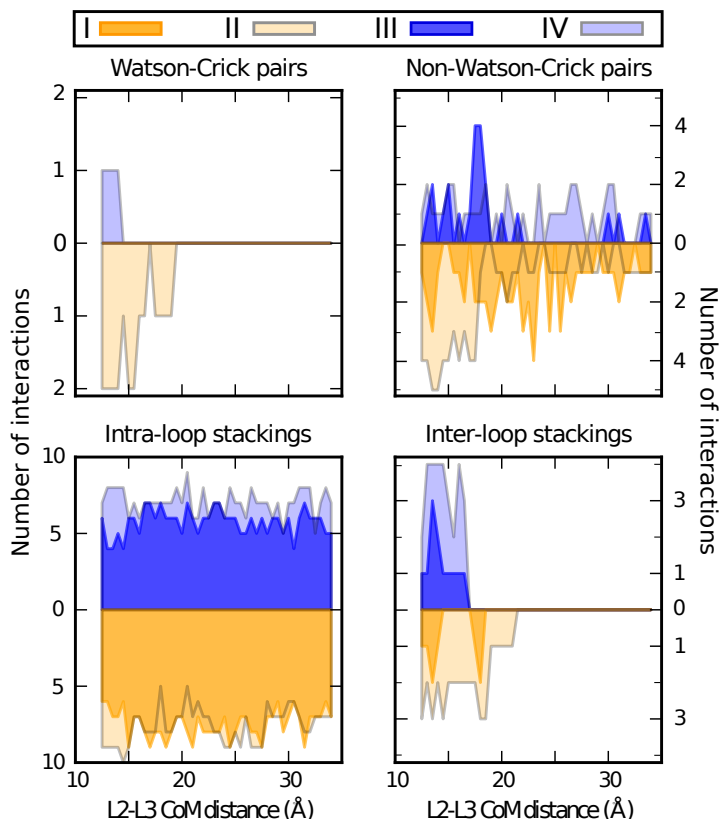 I II III IV
Watson-Crick pairs Non-Watson-Crick pairs
2
1
0
1
2
4
2
0
2
4
Number of interactions
Number of interactions
Intra-loop stackings Inter-loop stackings
10
5
0
5
10
3
1
0
1
3
10 20 30
10 20 30
L2-L3 CoM distance (Å) L2-L3 CoM distance (Å)